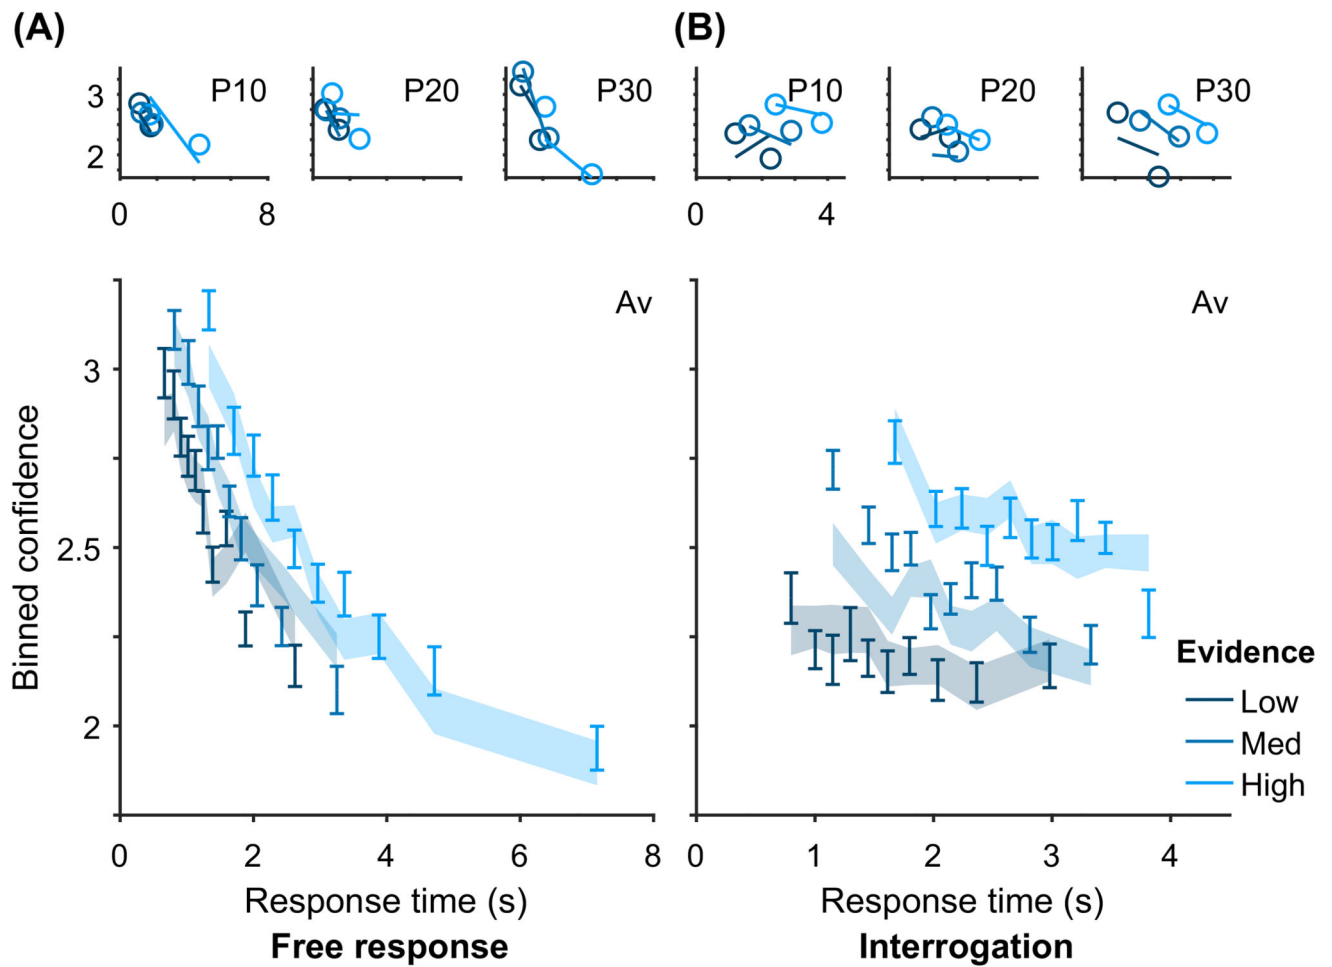 (A) (B)
P10 P20 P30 P10 P20 P30
3
2
0 8 0 4
Av Av
3
2.5
2
Binned confidence
Evidence
Low
Med
High
0 2 4 6 8 0 1 2 3 4
Response time (s) Response time (s)
Free response Interrogation